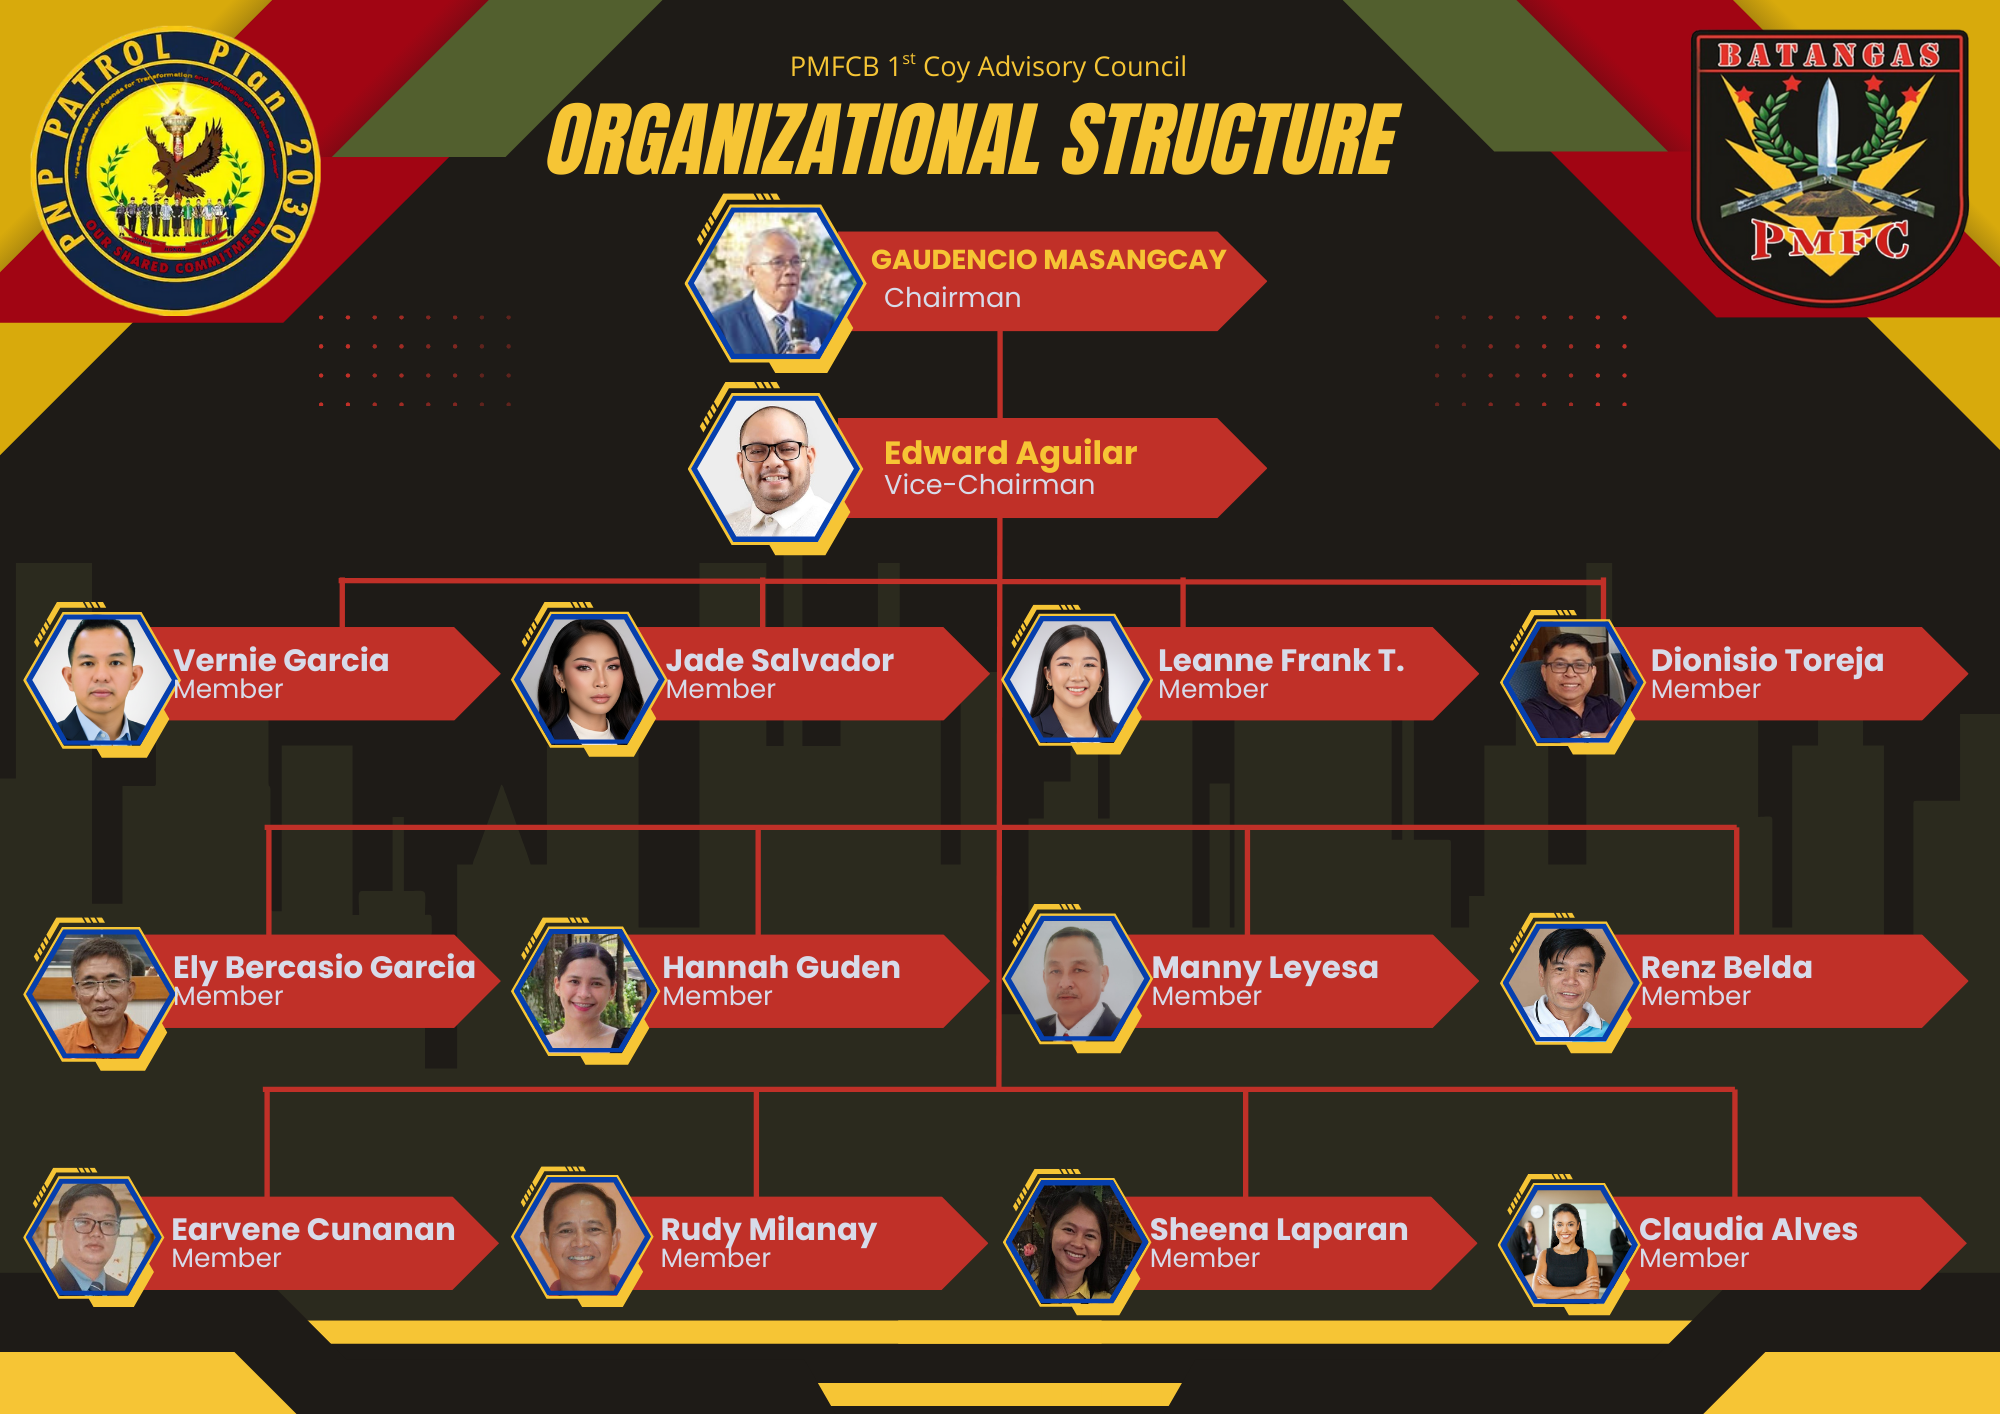 PNP PATROL Plan 2030
OUR SHARED COMMITMENT
BATANGAS
PMFC
PMFCB 1st Coy Advisory Council
ORGANIZATIONAL STRUCTURE
GAUDENCIO MASANGCAY
Chairman
Edward Aguilar
Vice-Chairman
Vernie Garcia
Member
Jade Salvador
Member
Leanne Frank T.
Member
Dionisio Toreja
Member
Ely Bercasio Garcia
Member
Hannah Guden
Member
Manny Leyesa
Member
Renz Belda
Member
Earvene Cunanan
Member
Rudy Milanay
Member
Sheena Laparan
Member
Claudia Alves
Member